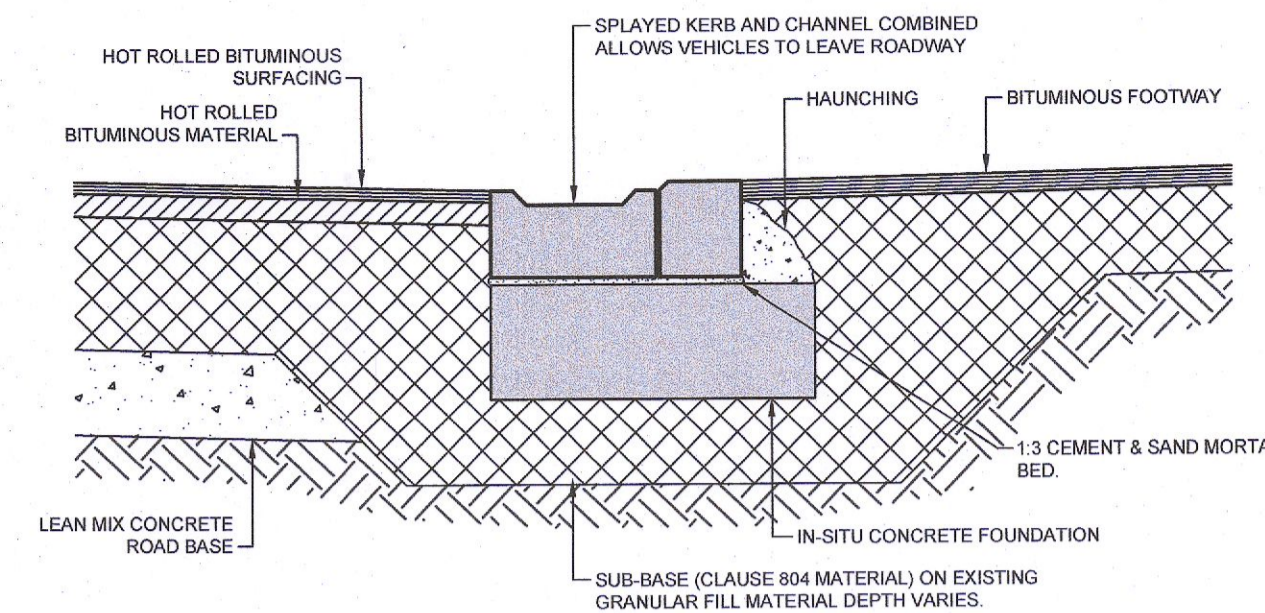 SPLAYED KERB AND CHANNEL COMBINED
ALLOWS VEHICLES TO LEAVE ROADWAY
HOT ROLLED BITUMINOUS
SURFACING
HOT ROLLED
BITUMINOUS MATERIAL
HAUNCHING
BITUMINOUS FOOTWAY
1:3 CEMENT & SAND MORTA
BED.
LEAN MIX CONCRETE
ROAD BASE
IN-SITU CONCRETE FOUNDATION
SUB-BASE (CLAUSE 804 MATERIAL) ON EXISTING
GRANULAR FILL MATERIAL DEPTH VARIES.